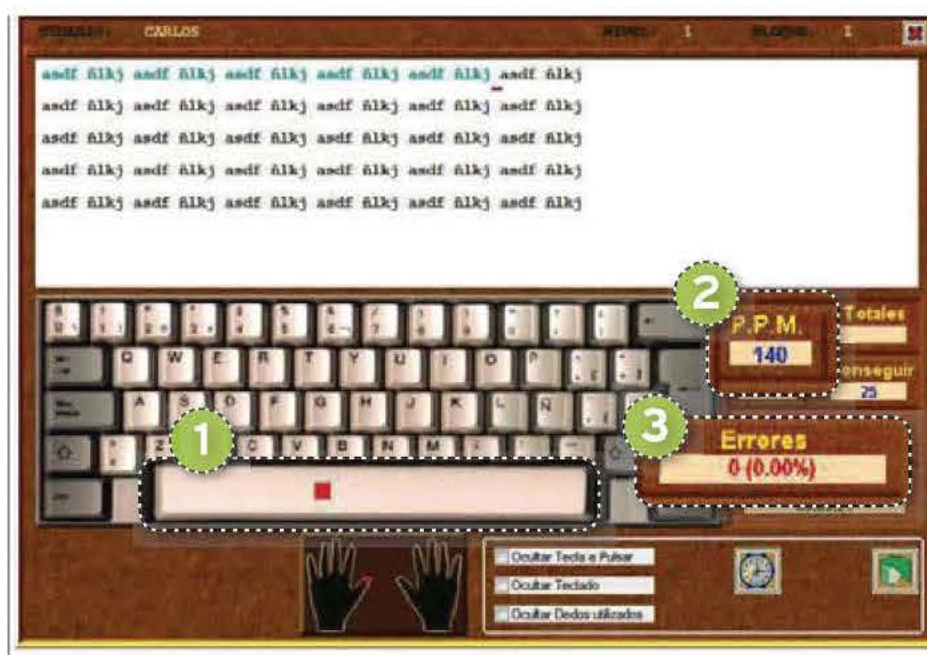 USUARIO: CARLOS NIVEL: 1 BLOQUE: 1
asdf ñlkj asdf ñlkj asdf ñlkj asdf ñlkj asdf ñlkj asdf ñlkj
asdf ñlkj asdf ñlkj asdf ñlkj asdf ñlkj asdf ñlkj asdf ñlkj
asdf ñlkj asdf ñlkj asdf ñlkj asdf ñlkj asdf ñlkj asdf ñlkj
asdf ñlkj asdf ñlkj asdf ñlkj asdf ñlkj asdf ñlkj asdf ñlkj
asdf ñlkj asdf ñlkj asdf ñlkj asdf ñlkj asdf ñlkj asdf ñlkj
2
P.P.M. Totales
140
onseguir
25
Q W E R T Y U I O P
A S D F G H J K L Ñ
Z C V B N M
1
3
Errores
0 (0.00%)
Ocultar Tecla a Pulsar
Ocultar Teclado
Ocultar Dedos utilizados